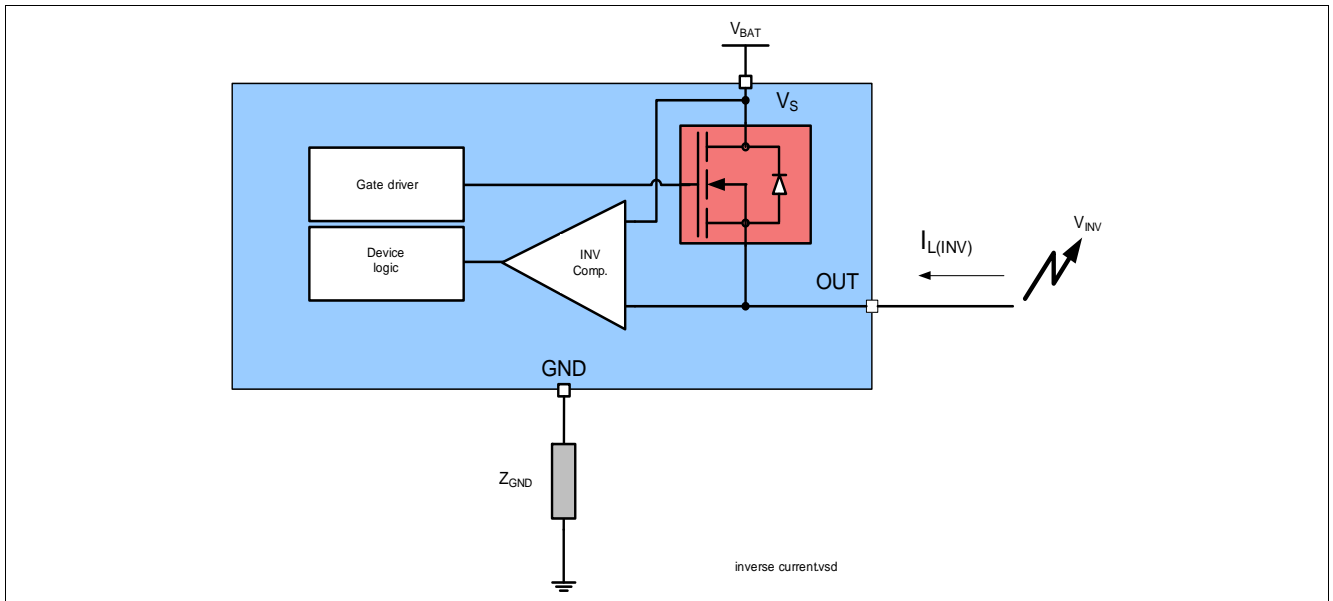 VBAT
VS
Gate driver
Device
logic
INV
Comp.
IL(INV)
VINV
OUT
GND
ZGND
inverse current.vsd